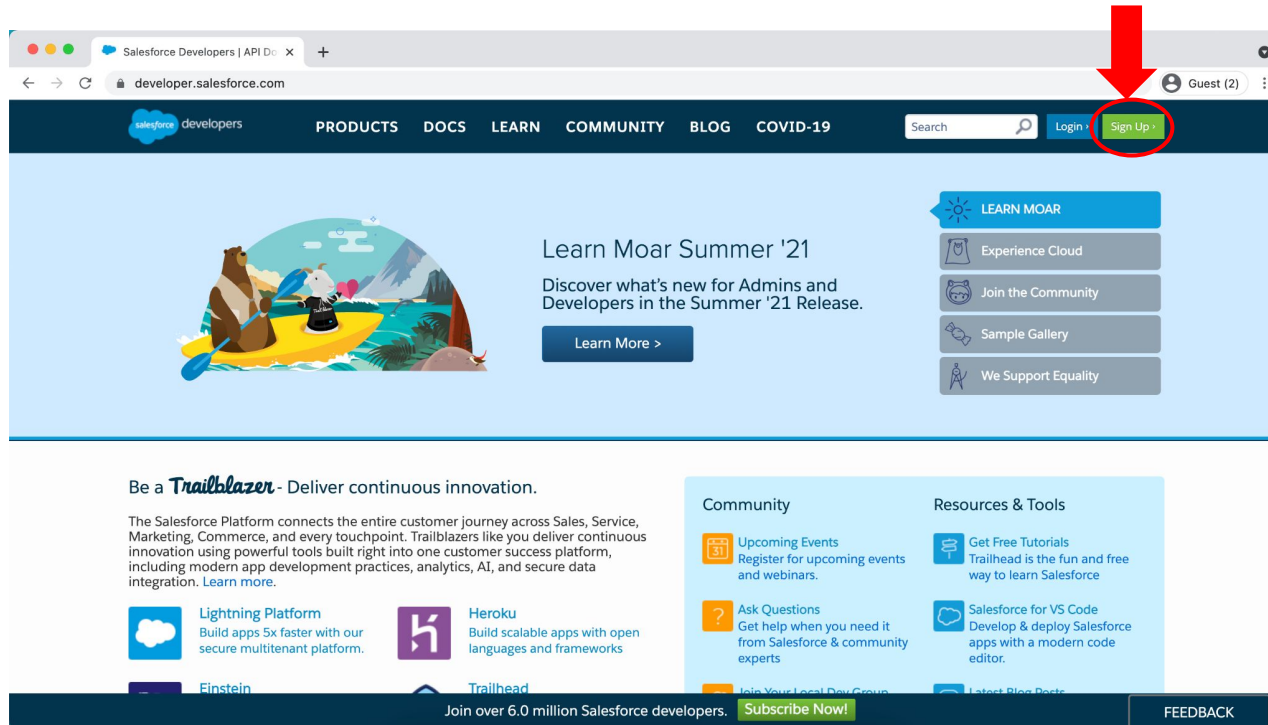 Salesforce Developers | API Do
developer.salesforce.com
Guest (2)
salesforce developers
PRODUCTS DOCS LEARN COMMUNITY BLOG COVID-19
Search
Login ›
Sign Up ›
Learn Moar Summer '21
Discover what's new for Admins and
Developers in the Summer '21 Release.
Learn More >
LEARN MOAR
Experience Cloud
Join the Community
Sample Gallery
We Support Equality
Be a Trailblazer - Deliver continuous innovation.
The Salesforce Platform connects the entire customer journey across Sales, Service,
Marketing, Commerce, and every touchpoint. Trailblazers like you deliver continuous
innovation using powerful tools built right into one customer success platform,
including modern app development practices, analytics, AI, and secure data
integration. Learn more.
Lightning Platform
Build apps 5x faster with our
secure multitenant platform.
Heroku
Build scalable apps with open
languages and frameworks
Einstein
Trailhead
Community
31
Upcoming Events
Register for upcoming events
and webinars.
?
Ask Questions
Get help when you need it
from Salesforce & community
experts
Join Your Local Dev Group
Resources & Tools
Get Free Tutorials
Trailhead is the fun and free
way to learn Salesforce
Salesforce for VS Code
Develop & deploy Salesforce
apps with a modern code
editor.
Latest Blog Posts
Join over 6.0 million Salesforce developers. Subscribe Now!
FEEDBACK